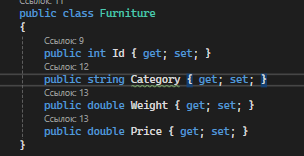 Ссылок: 11
public class Furniture
{
Ссылок: 9
public int Id { get; set; }
Ссылок: 12
public string Category { get; set; }
Ссылок: 13
public double Weight { get; set; }
Ссылок: 13
public double Price { get; set; }
}